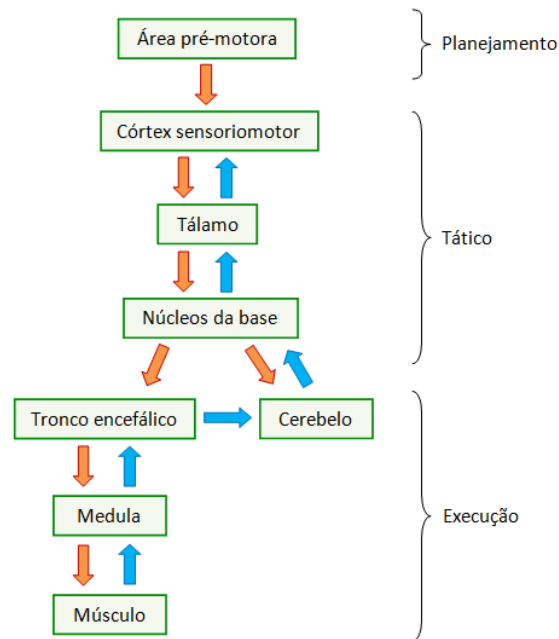 Área pré-motora
Planejamento
Córtex sensoriomotor
Tálamo
Tático
Núcleos da base
Tronco encefálico
Cerebelo
Medula
Execução
Músculo